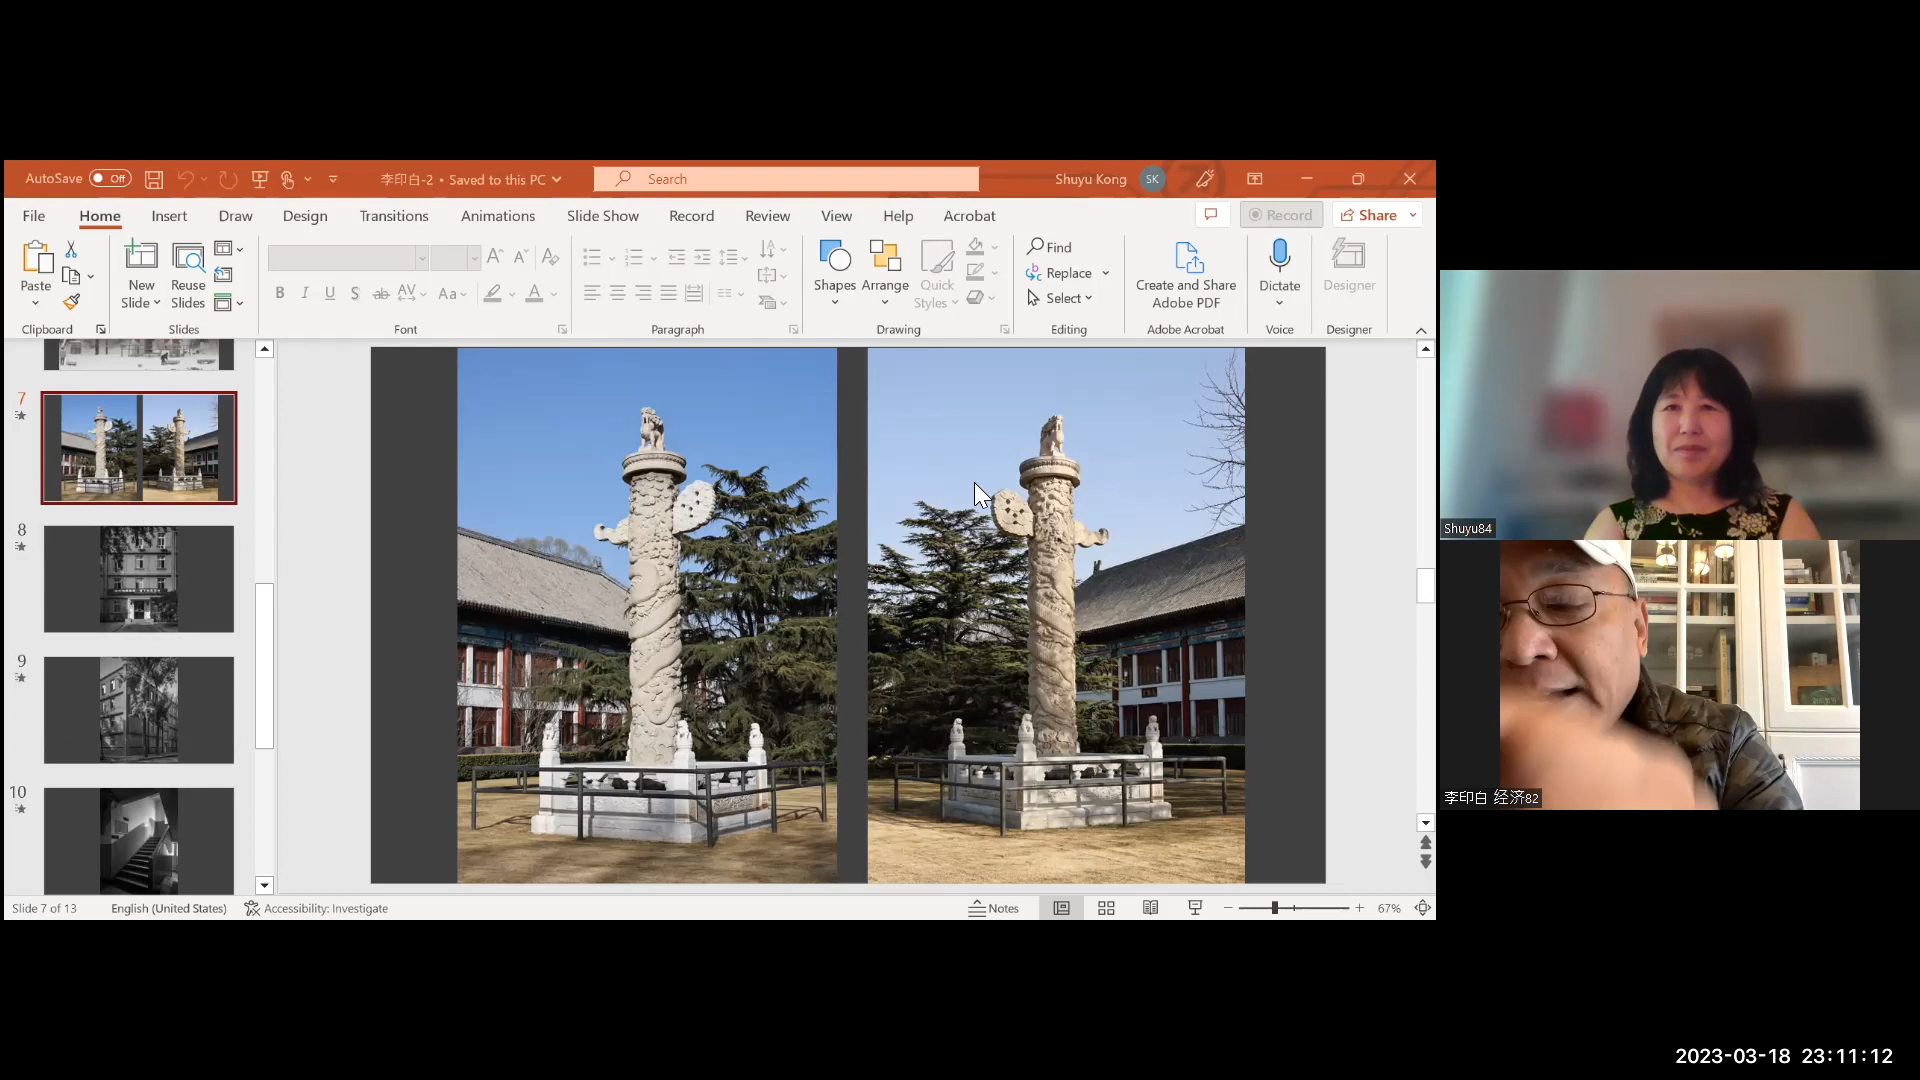 AutoSave Off 李印白-2 • Saved to this PC Search Shuyu Kong SK
File Home Insert Draw Design Transitions Animations Slide Show Record Review View Help Acrobat Record Share
Paste New Slide Reuse Slides
B I U S ab AV Aa A
Shapes Arrange Quick Styles
Find
Replace
Select
Create and Share Adobe PDF
Dictate
Designer
Clipboard Slides Font Paragraph Drawing Editing Adobe Acrobat Voice Designer
7
8
9
10
Slide 7 of 13 English (United States) Accessibility: Investigate Notes 67%
Shuyu84
李印白 经济82
2023-03-18 23:11:12